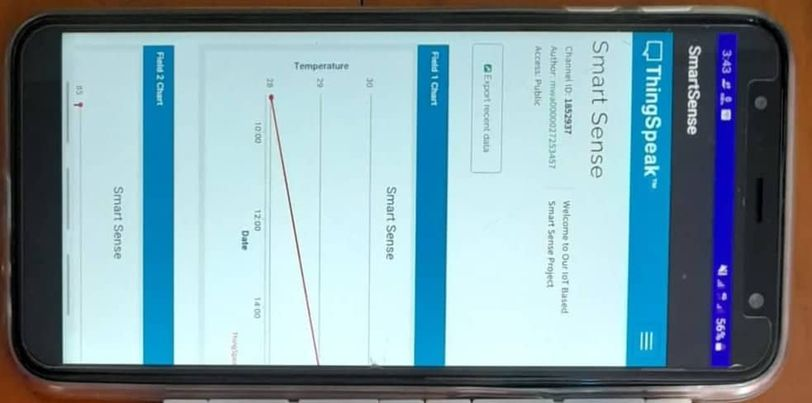 3:43
56%
SmartSense
ThingSpeak™
Smart Sense
Channel ID: 1852937
Author: mwa0000027253457
Access: Public
Welcome to Our IoT Based
Smart Sense Project
Export recent data
Field 1 Chart
Smart Sense
Temperature
30
29
28
10:00
12:00
14:00
Date
Field 2 Chart
Smart Sense
85